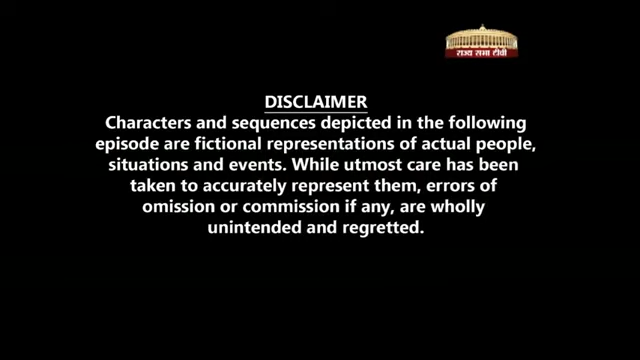 राज्य सभा टीवी
DISCLAIMER
Characters and sequences depicted in the following
episode are fictional representations of actual people,
situations and events. While utmost care has been
taken to accurately represent them, errors of
omission or commission if any, are wholly
unintended and regretted.